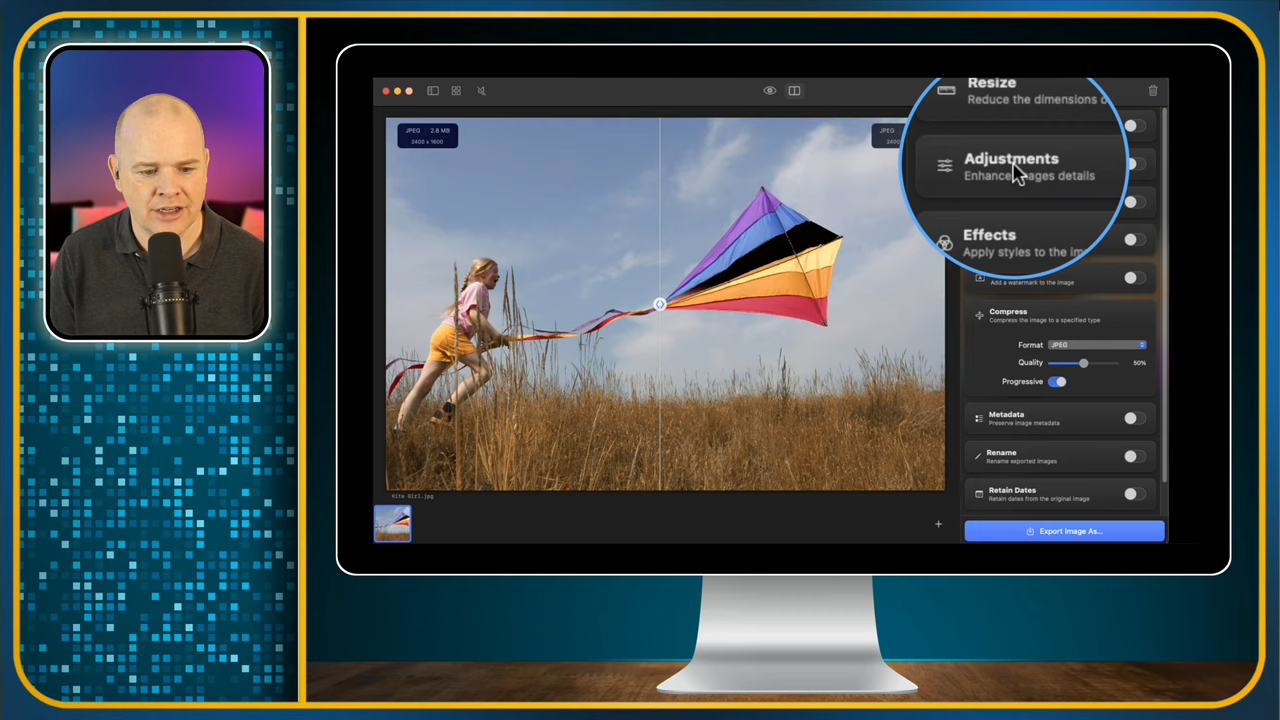 JPEG 2.8 MB
2400 x 1600
JPEG
2400
Resize
Reduce the dimensions o
Adjustments
Enhance images details
Effects
Apply styles to the im
Add a watermark to the image
Compress
Compress the image to a specified type
Format JPEG
Quality 50%
Progressive
Metadata
Preserve image metadata
Rename
Rename exported images
Retain Dates
Retain dates from the original image
Kite Girl.jpg
+
Export Image As...